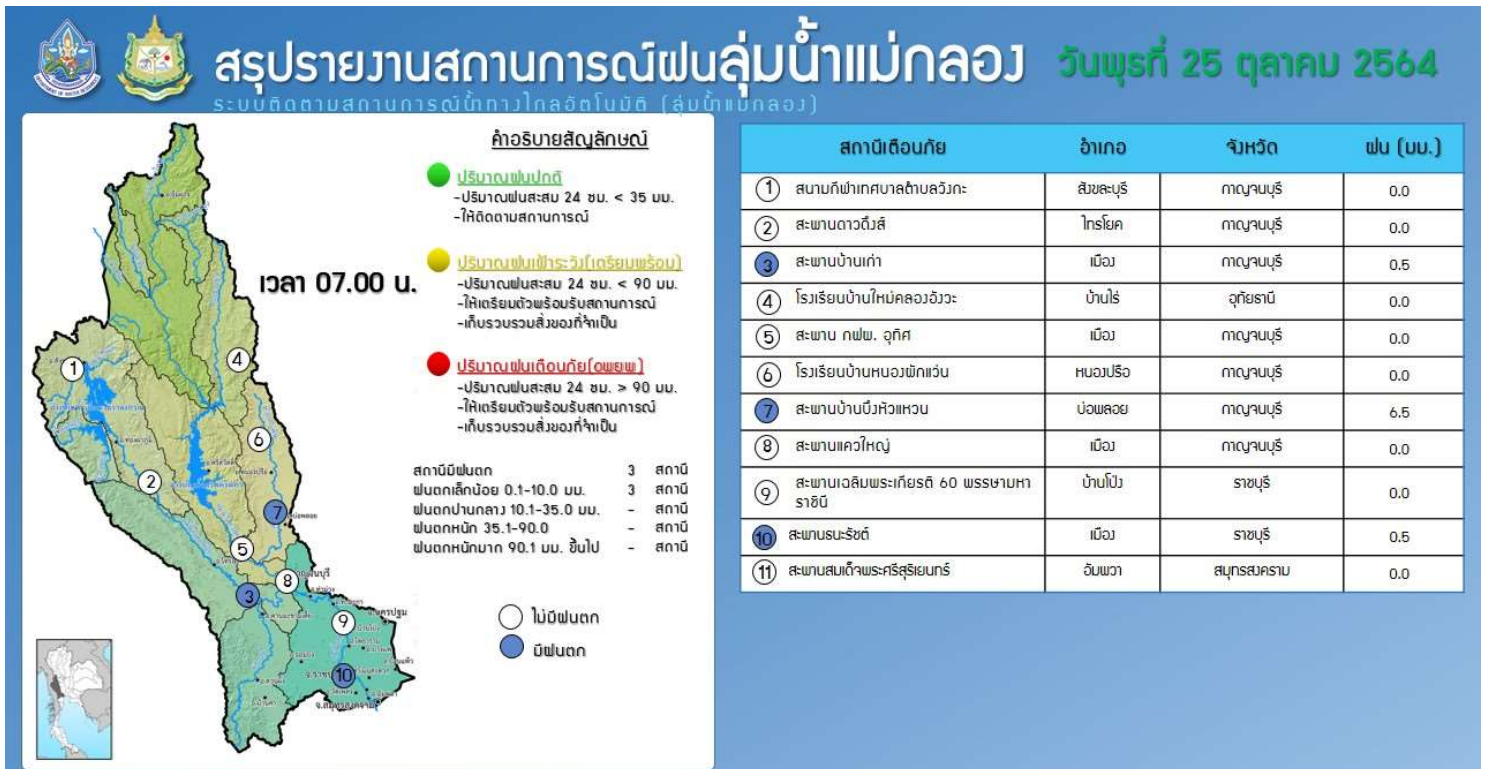 สรุปรายงานสถานการณ์ฝนลุ่มน้ำแม่กลอง วันพุธที่ 25 ตุลาคม 2564
ระบบติดตามสถานการณ์น้ำทางไกลอัตโนมัติ (ลุ่มน้ำแม่กลอง)
คำอธิบายสัญลักษณ์
ปริมาณฝนปกติ
-ปริมาณฝนสะสม 24 ชม. < 35 มม.
-ให้ติดตามสถานการณ์
เวลา 07.00 น.
ปริมาณฝนเฝ้าระวัง(เตรียมพร้อม)
-ปริมาณฝนสะสม 24 ชม. < 90 มม.
-ให้เตรียมตัวพร้อมรับสถานการณ์
-เก็บรวบรวมสิ่งของที่จำเป็น
ปริมาณฝนเตือนภัย(อพยพ)
-ปริมาณฝนสะสม 24 ชม. > 90 มม.
-ให้เตรียมตัวพร้อมรับสถานการณ์
-เก็บรวบรวมสิ่งของที่จำเป็น
สถานีมีฝนตก 3 สถานี
ฝนตกเล็กน้อย 0.1-10.0 มม. 3 สถานี
ฝนตกปานกลาง 10.1-35.0 มม. - สถานี
ฝนตกหนัก 35.1-90.0 - สถานี
ฝนตกหนักมาก 90.1 มม. ขึ้นไป - สถานี
ไม่มีฝนตก
มีฝนตก
1
4
6
2
7
5
8
3
9
10
จ.สมุทรสงคราม
สถานีเตือนภัย อำเภอ จังหวัด ฝน (มม.)
1 สนามกีฬาเทศบาลตำบลวังกะ สังขละบุรี กาญจนบุรี 0.0
2 สะพานดาวดึงส์ ไทรโยค กาญจนบุรี 0.0
3 สะพานบ้านเก่า เมือง กาญจนบุรี 0.5
4 โรงเรียนบ้านใหม่คลองอังวะ บ้านไร่ อุทัยธานี 0.0
5 สะพาน กฟผ. อุทิศ เมือง กาญจนบุรี 0.0
6 โรงเรียนบ้านหนองผักแว่น หนองปรือ กาญจนบุรี 0.0
7 สะพานบ้านบึงหัวแหวน บ่อพลอย กาญจนบุรี 6.5
8 สะพานแควใหญ่ เมือง กาญจนบุรี 0.0
9 สะพานเฉลิมพระเกียรติ 60 พรรษามหา บ้านโป่ง ราชบุรี 0.0
ราชินี
10 สะพานธนะรัชต์ เมือง ราชบุรี 0.5
11 สะพานสมเด็จพระศรีสุริเยนทร์ อัมพวา สมุทรสงคราม 0.0